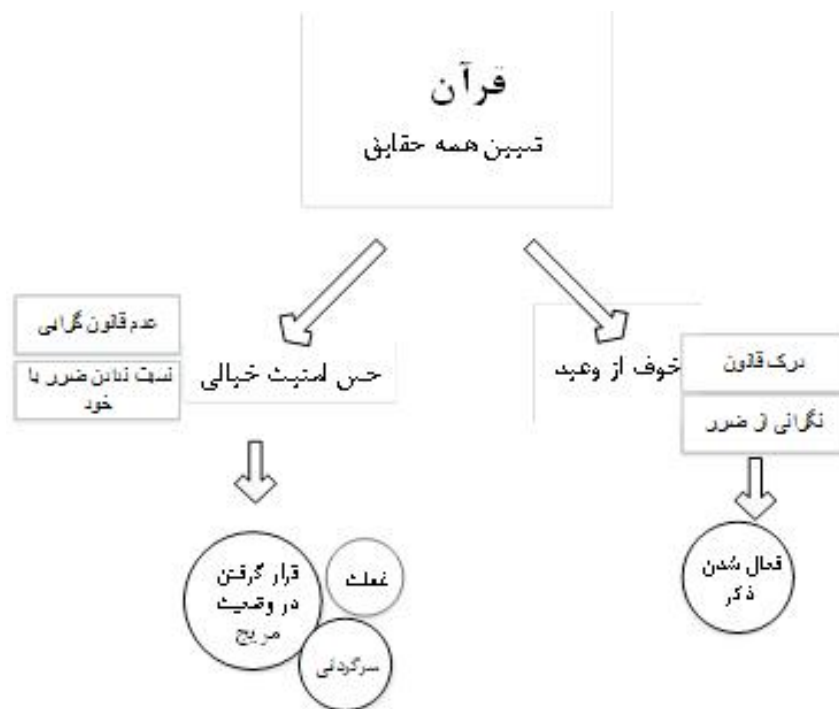 قرآن
تبیین همه حقایق
خوف از وعید
درک قانون
نگرانی از ضرر
فعال شدن
ذکر
حس امنیت خیالی
عدم قانون گرایی
نسبت ندادن ضرر با
خود
قرار گرفتن
در وضعیت
مریج
غفلت
سرگردانی